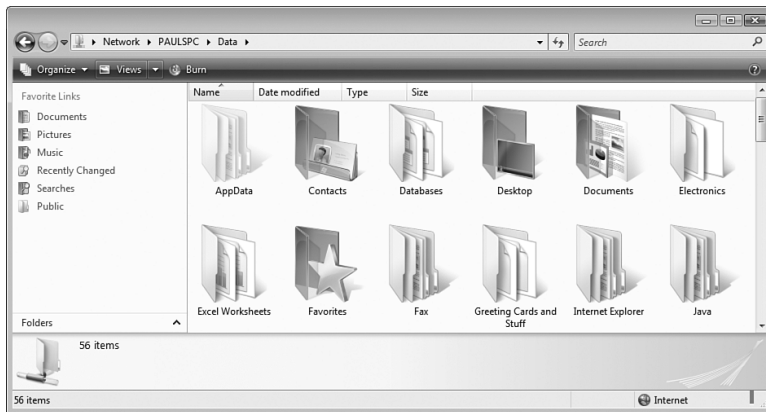 Network ▸ PAULSPC ▸ Data ▸
Search
Organize Views Burn
Favorite Links
Documents
Pictures
Music
Recently Changed
Searches
Public
Folders
Name Date modified Type Size
AppData Contacts Databases Desktop Documents Electronics
Excel Worksheets Favorites Fax Greeting Cards and Stuff Internet Explorer Java
56 items
56 items Internet